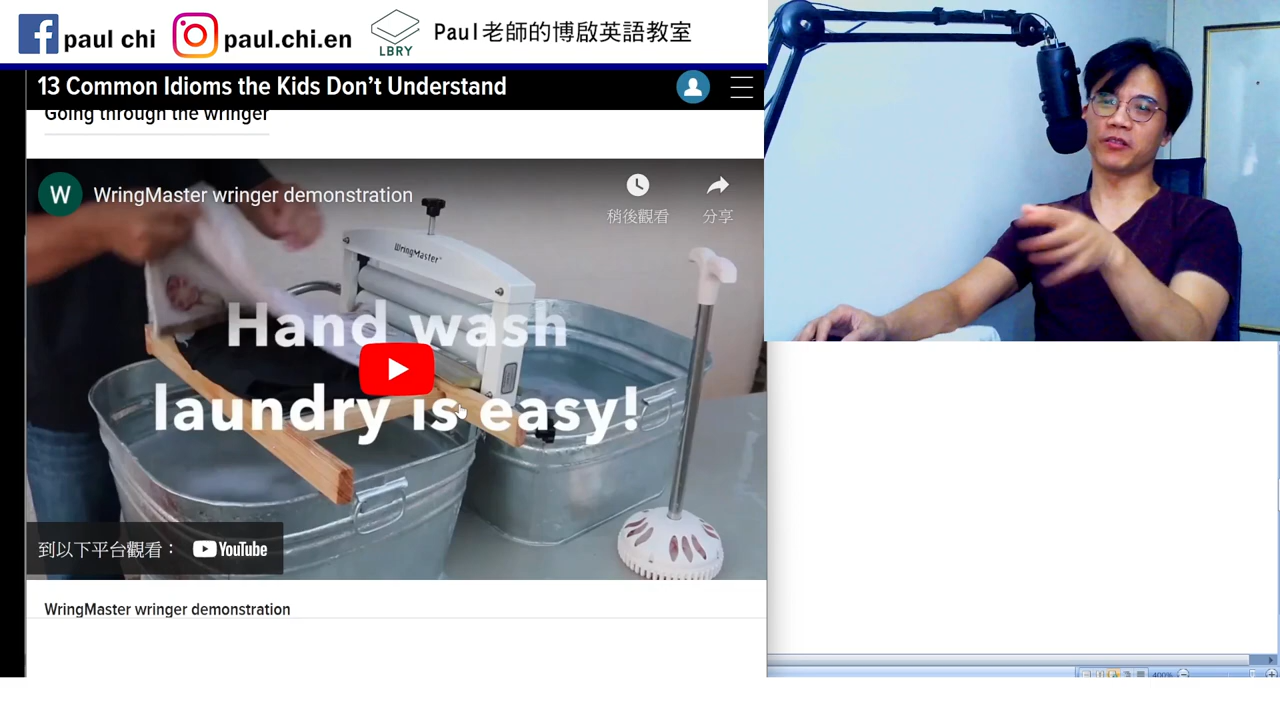 paul chi
paul.chi.en
LBRY
Paul老師的博啟英語教室
13 Common Idioms the Kids Don’t Understand
Going through the wringer
W
WringMaster wringer demonstration
稍後觀看
分享
WringMaster
Hand wash
laundry is easy!
到以下平台觀看：
YouTube
WringMaster wringer demonstration
400%